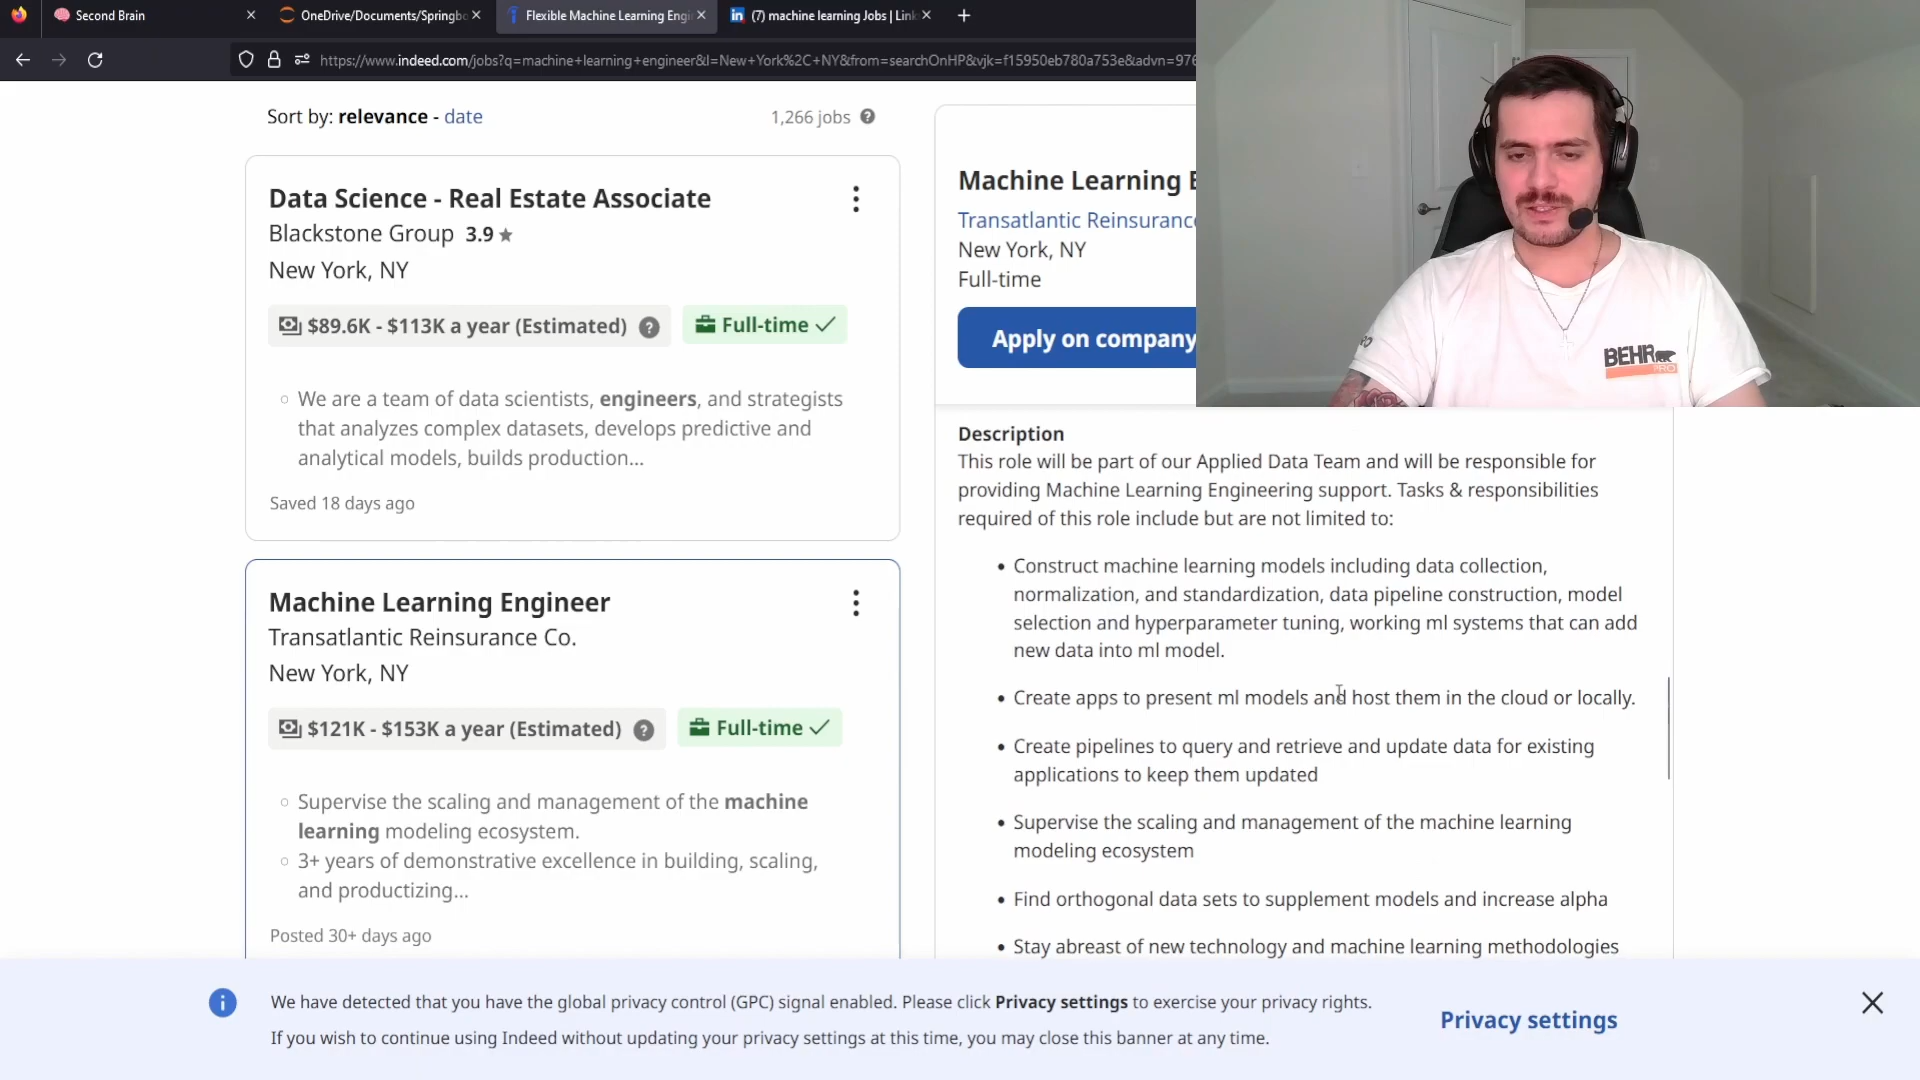 Second Brain
OneDrive/Documents/Springbo
Flexible Machine Learning Engi
(7) machine learning Jobs | Link
https://www.indeed.com/jobs?q=machine+learning+engineer&l=New+York%2C+NY&from=searchOnHP&vjk=f15950eb780a753e&advn=976
Sort by: relevance - date
1,266 jobs
Data Science - Real Estate Associate
Blackstone Group 3.9
New York, NY
$89.6K - $113K a year (Estimated)
Full-time
We are a team of data scientists, engineers, and strategists
that analyzes complex datasets, develops predictive and
analytical models, builds production...
Saved 18 days ago
Machine Learning Engineer
Transatlantic Reinsurance Co.
New York, NY
$121K - $153K a year (Estimated)
Full-time
Supervise the scaling and management of the machine
learning modeling ecosystem.
3+ years of demonstrative excellence in building, scaling,
and productizing...
Posted 30+ days ago
Machine Learning E
Transatlantic Reinsurance
New York, NY
Full-time
Apply on company
BEHR
PRO
Description
This role will be part of our Applied Data Team and will be responsible for
providing Machine Learning Engineering support. Tasks & responsibilities
required of this role include but are not limited to:
• Construct machine learning models including data collection,
normalization, and standardization, data pipeline construction, model
selection and hyperparameter tuning, working ml systems that can add
new data into ml model.
• Create apps to present ml models and host them in the cloud or locally.
• Create pipelines to query and retrieve and update data for existing
applications to keep them updated
• Supervise the scaling and management of the machine learning
modeling ecosystem
• Find orthogonal data sets to supplement models and increase alpha
• Stay abreast of new technology and machine learning methodologies
We have detected that you have the global privacy control (GPC) signal enabled. Please click Privacy settings to exercise your privacy rights.
If you wish to continue using Indeed without updating your privacy settings at this time, you may close this banner at any time.
Privacy settings